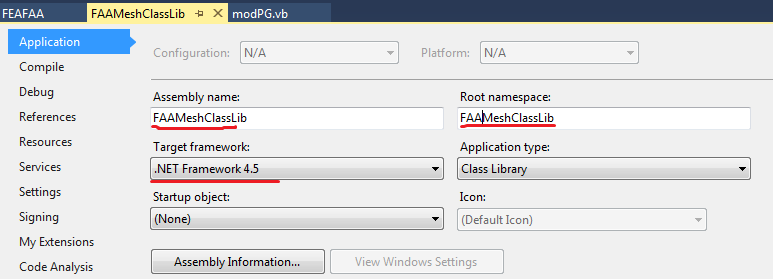 FEAFAA FAAMeshClassLib modPG.vb
Application
Compile
Debug
References
Resources
Services
Settings
Signing
My Extensions
Code Analysis
Configuration: N/A Platform: N/A
Assembly name: Root namespace:
FAAMeshClassLib FAAMeshClassLib
Target framework: Application type:
.NET Framework 4.5 Class Library
Startup object: Icon:
(None) (Default Icon)
Assembly Information... View Windows Settings